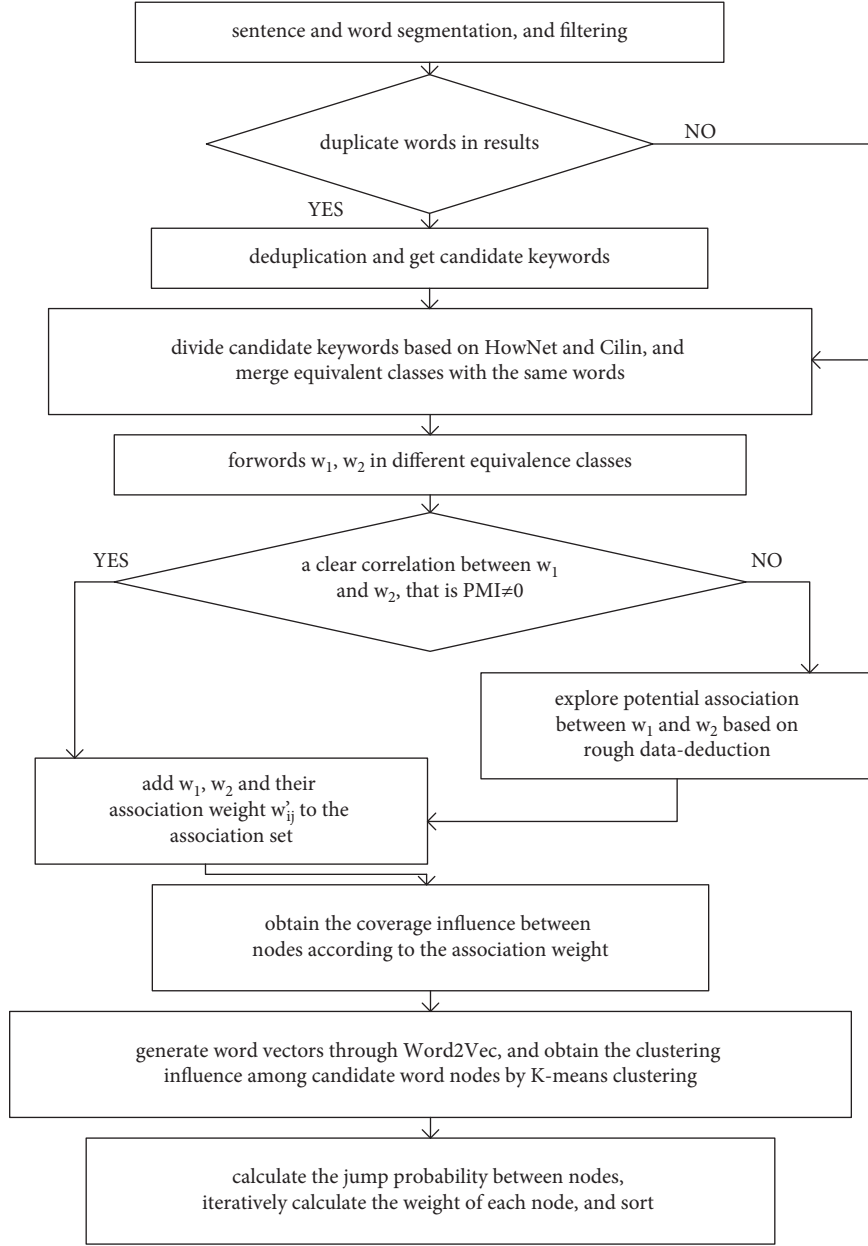 sentence and word segmentation, and filtering
duplicate words in results
NO
YES
deduplication and get candidate keywords
divide candidate keywords based on HowNet and Cilin, and
merge equivalent classes with the same words
forwords w₁, w₂ in different equivalence classes
YES
a clear correlation between w₁
and w₂, that is PMI≠0
NO
explore potential association
between w₁ and w₂ based on
rough data-deduction
add w₁, w₂ and their
association weight w'ᵢⱼ to the
association set
obtain the coverage influence between
nodes according to the association weight
generate word vectors through Word2Vec, and obtain the clustering
influence among candidate word nodes by K-means clustering
calculate the jump probability between nodes,
iteratively calculate the weight of each node, and sort